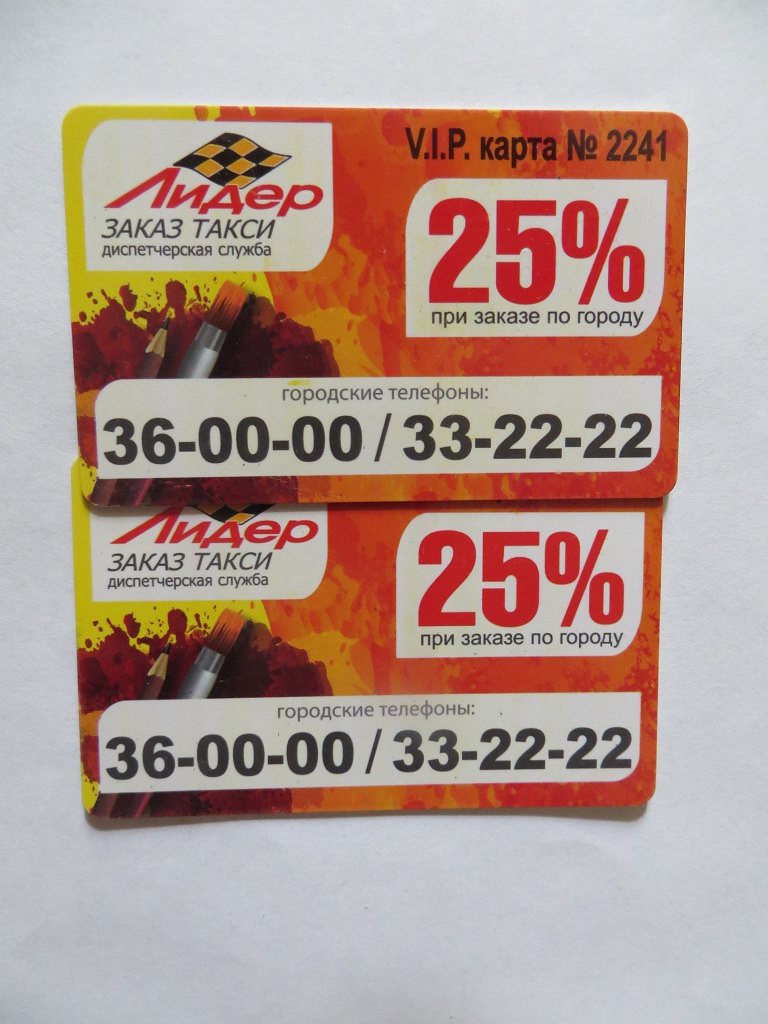 V.I.P. карта № 2241
Лидер
ЗАКАЗ ТАКСИ
диспетчерская служба
25%
при заказе по городу
городские телефоны:
36-00-00 / 33-22-22
Лидер
ЗАКАЗ ТАКСИ
диспетчерская служба
25%
при заказе по городу
городские телефоны:
36-00-00 / 33-22-22